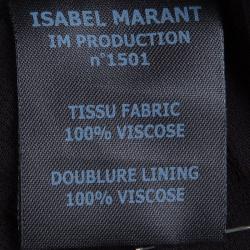 ISABEL MARANT
IM PRODUCTION
n°1501
TISSU FABRIC
100% VISCOSE
DOUBLURE LINING
100% VISCOSE